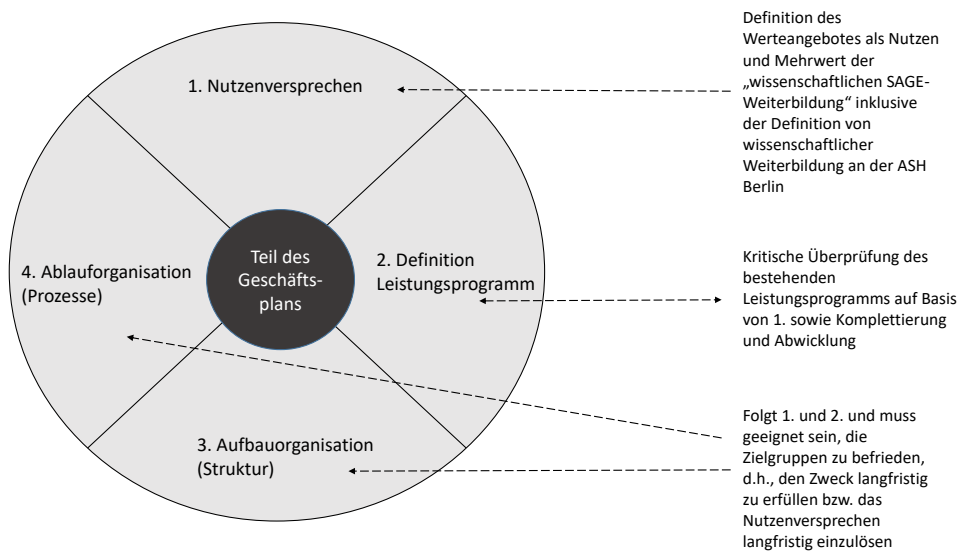 1. Nutzenversprechen
2. Definition
Leistungsprogramm
3. Aufbauorganisation
(Struktur)
4. Ablauforganisation
(Prozesse)
Teil des
Geschäfts-
plans
Definition des
Werteangebotes als Nutzen
und Mehrwert der
„wissenschaftlichen SAGE-
Weiterbildung“ inklusive
der Definition von
wissenschaftlicher
Weiterbildung an der ASH
Berlin
Kritische Überprüfung des
bestehenden
Leistungsprogramms auf Basis
von 1. sowie Komplettierung
und Abwicklung
Folgt 1. und 2. und muss
geeignet sein, die
Zielgruppen zu befrieden,
d.h., den Zweck langfristig
zu erfüllen bzw. das
Nutzenversprechen
langfristig einzulösen